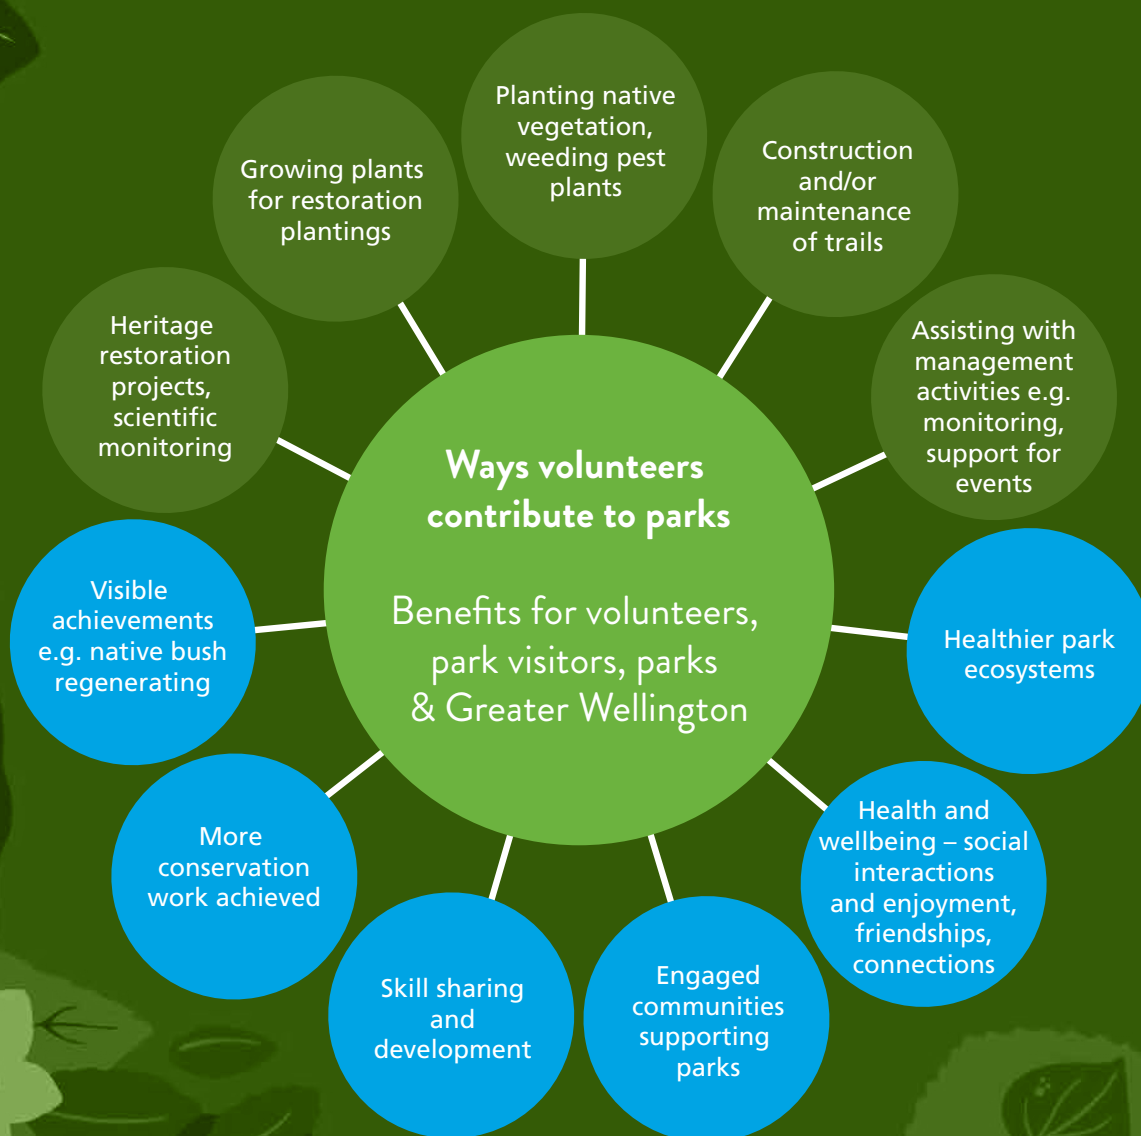 Planting native
vegetation,
weeding pest
plants
Growing plants
for restoration
plantings
Construction
and/or
maintenance
of trails
Heritage
restoration
projects,
scientific
monitoring
Assisting with
management
activities e.g.
monitoring,
support for
events
Ways volunteers
contribute to parks
Benefits for volunteers,
park visitors, parks
& Greater Wellington
Visible
achievements
e.g. native bush
regenerating
Healthier park
ecosystems
More
conservation
work achieved
Health and
wellbeing – social
interactions
and enjoyment,
friendships,
connections
Skill sharing
and
development
Engaged
communities
supporting
parks